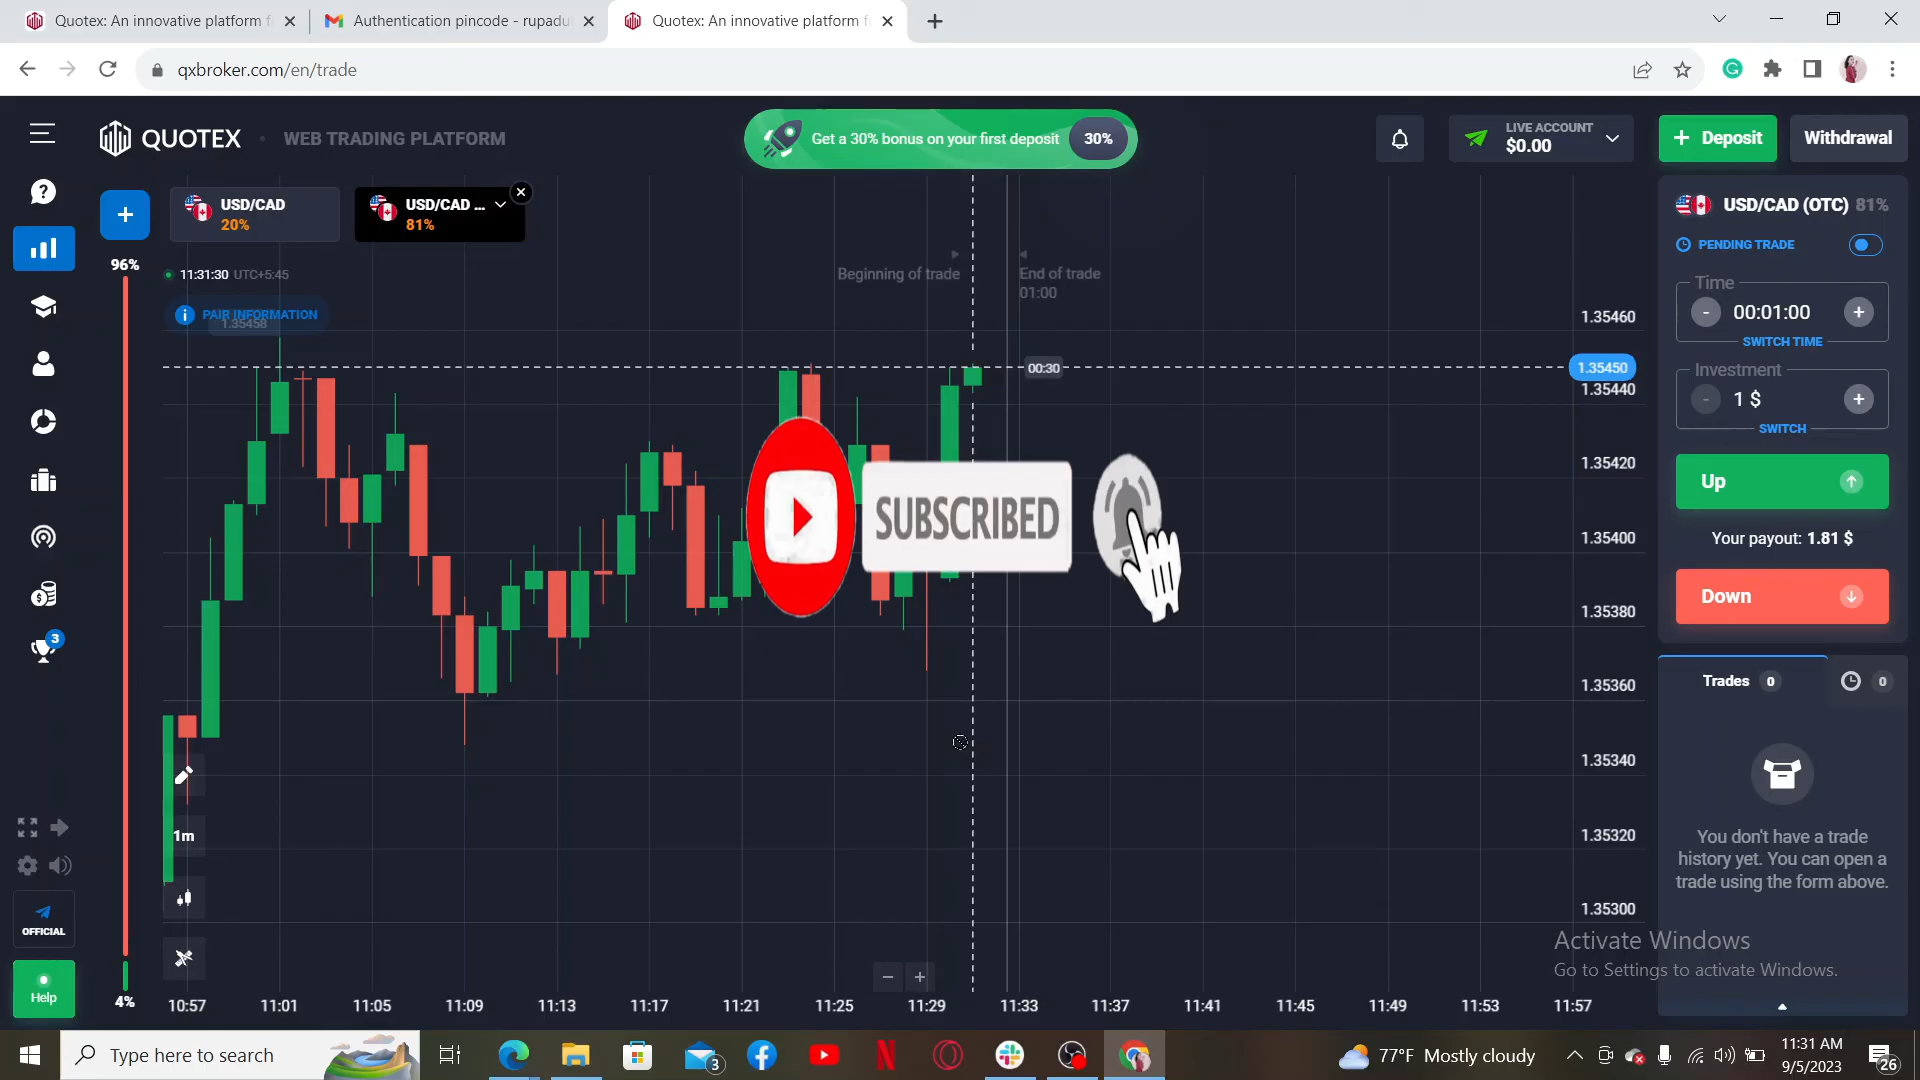 Quotex: An innovative platform f
Authentication pincode - rupadu
Quotex: An innovative platform f
qxbroker.com/en/trade
QUOTEX
WEB TRADING PLATFORM
Get a 30% bonus on your first deposit 30%
LIVE ACCOUNT
$0.00
+ Deposit
Withdrawal
USD/CAD
20%
USD/CAD ...
81%
USD/CAD (OTC) 81%
PENDING TRADE
96%
11:31:30 UTC+5:45
PAIR INFORMATION
1.35458
Beginning of trade
End of trade
01:00
Time
- 00:01:00 +
SWITCH TIME
Investment
- 1 $ +
SWITCH
Up
Your payout: 1.81 $
Down
1.35460
1.35450
1.35440
1.35420
1.35400
1.35380
1.35360
1.35340
1.35320
1.35300
00:30
SUBSCRIBED
Trades 0
0
You don't have a trade
history yet. You can open a
trade using the form above.
3
1m
OFFICIAL
Help
4%
10:57 11:01 11:05 11:09 11:13 11:17 11:21 11:25 11:29 11:33 11:37 11:41 11:45 11:49 11:53 11:57
Activate Windows
Go to Settings to activate Windows.
Type here to search
3
77°F Mostly cloudy
11:31 AM
9/5/2023
26